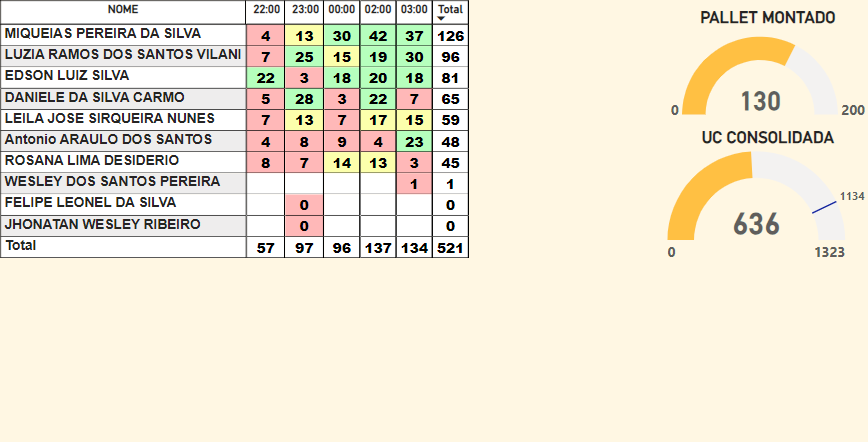 NOME 22:00 23:00 00:00 02:00 03:00 Total
MIQUEIAS PEREIRA DA SILVA 4 13 30 42 37 126
LUZIA RAMOS DOS SANTOS VILANI 7 25 15 19 30 96
EDSON LUIZ SILVA 22 3 18 20 18 81
DANIELE DA SILVA CARMO 5 28 3 22 7 65
LEILA JOSE SIRQUEIRA NUNES 7 13 7 17 15 59
Antonio ARAULO DOS SANTOS 4 8 9 4 23 48
ROSANA LIMA DESIDERIO 8 7 14 13 3 45
WESLEY DOS SANTOS PEREIRA 1 1
FELIPE LEONEL DA SILVA 0 0
JHONATAN WESLEY RIBEIRO 0 0
Total 57 97 96 137 134 521
PALLET MONTADO
130
0 200
UC CONSOLIDADA
1134
636
0 1323